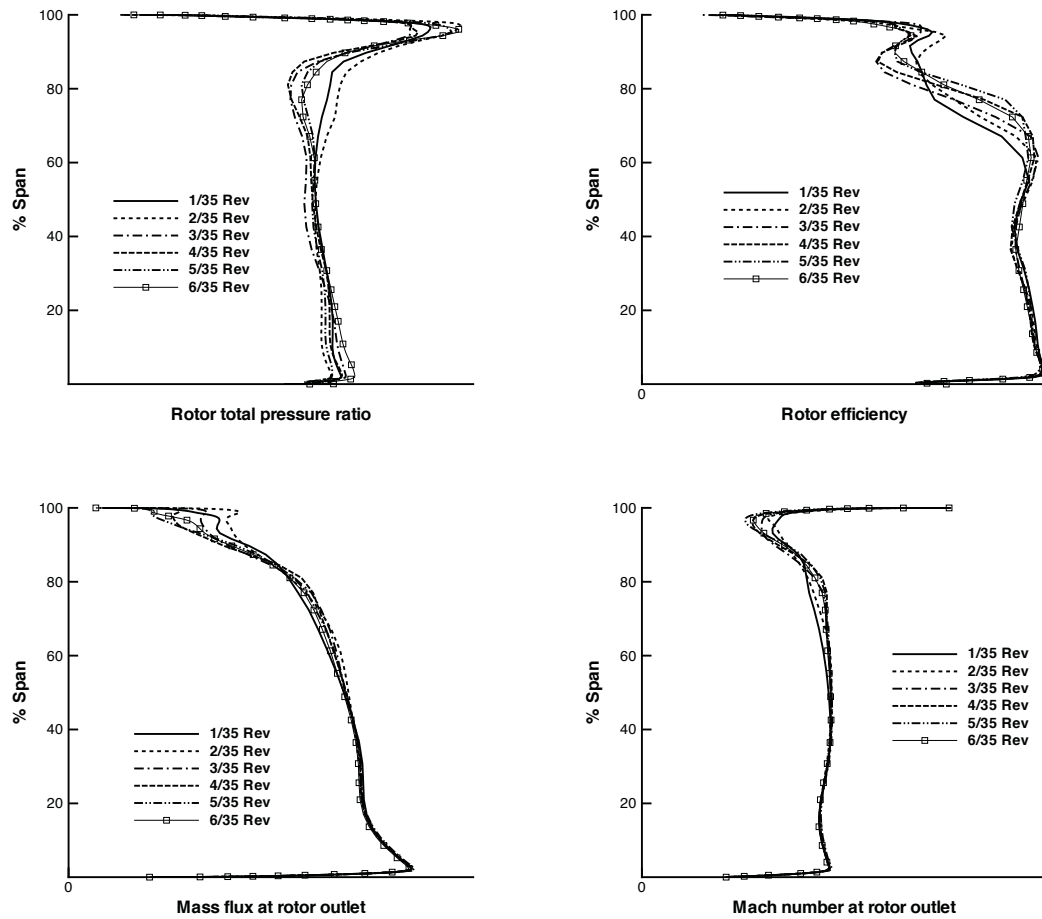 100
80
60
40
20
% Span
1/35 Rev
2/35 Rev
3/35 Rev
4/35 Rev
5/35 Rev
6/35 Rev
Rotor total pressure ratio
100
80
60
40
20
0
% Span
1/35 Rev
2/35 Rev
3/35 Rev
4/35 Rev
5/35 Rev
6/35 Rev
Rotor efficiency
100
80
60
40
20
0
% Span
1/35 Rev
2/35 Rev
3/35 Rev
4/35 Rev
5/35 Rev
6/35 Rev
Mass flux at rotor outlet
100
80
60
40
20
0
% Span
1/35 Rev
2/35 Rev
3/35 Rev
4/35 Rev
5/35 Rev
6/35 Rev
Mach number at rotor outlet